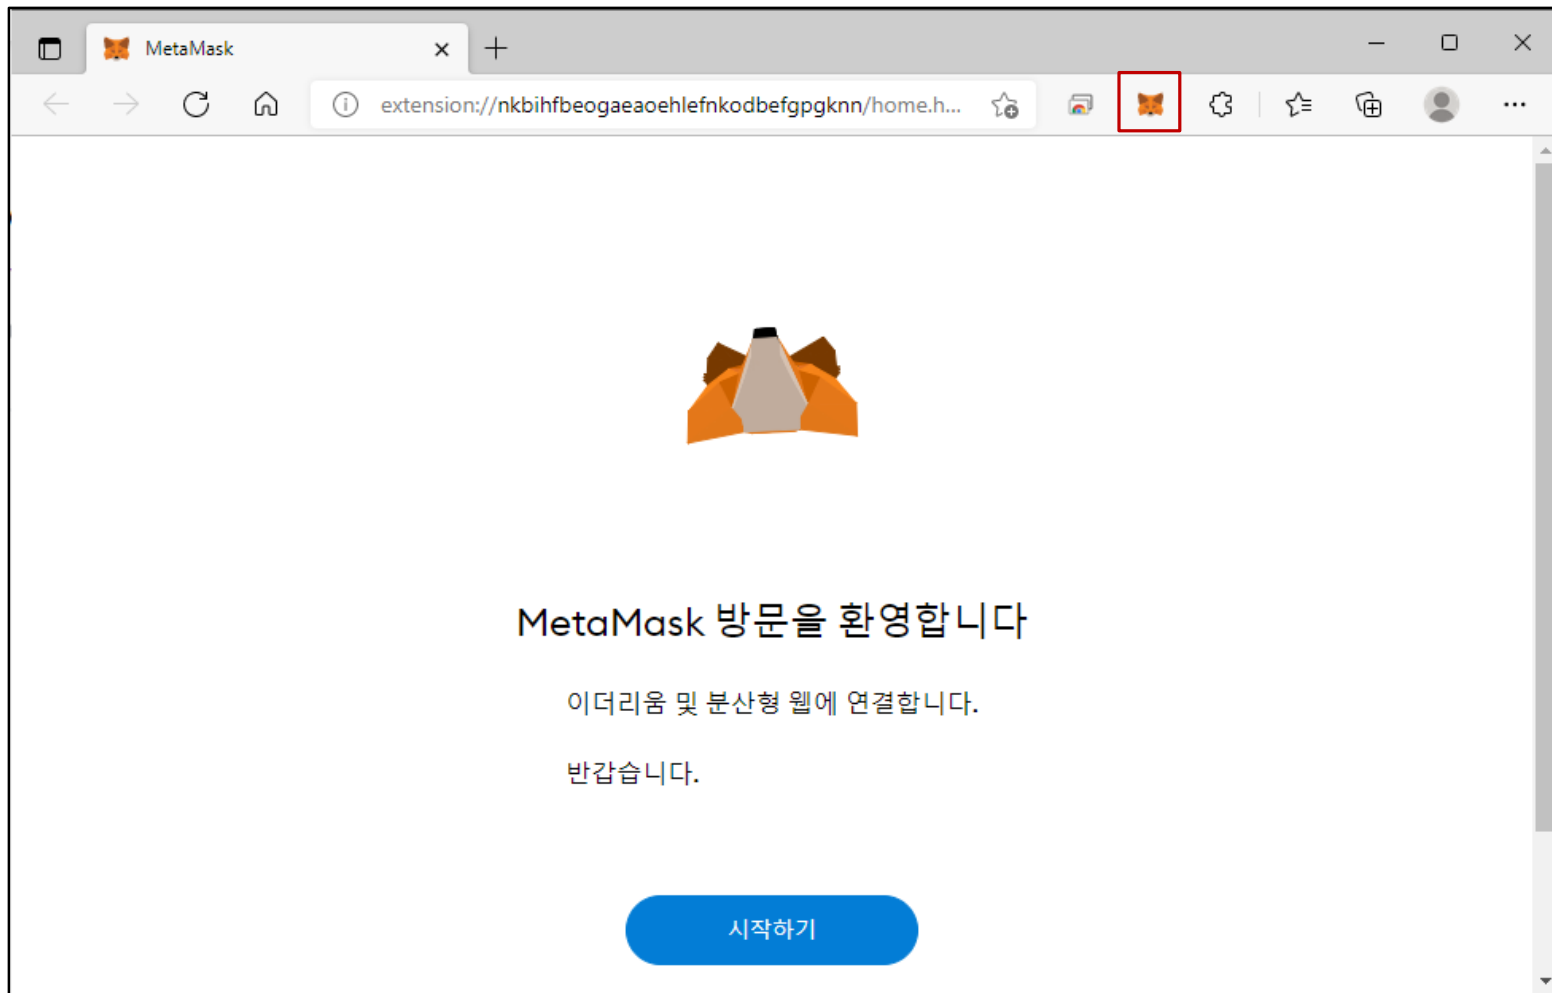 MetaMask
extension://nkbihfbeogaeaoehlefnkodbefgpgknn/home.h...
MetaMask 방문을 환영합니다
이더리움 및 분산형 웹에 연결합니다.
반갑습니다.
시작하기